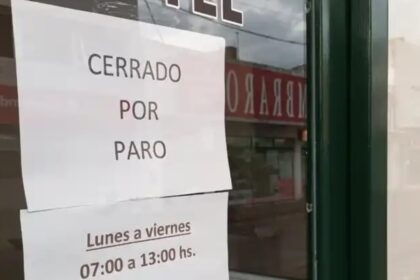 CERRADO
POR
PARO
Lunes a viernes
07:00 a 13:00 hs.